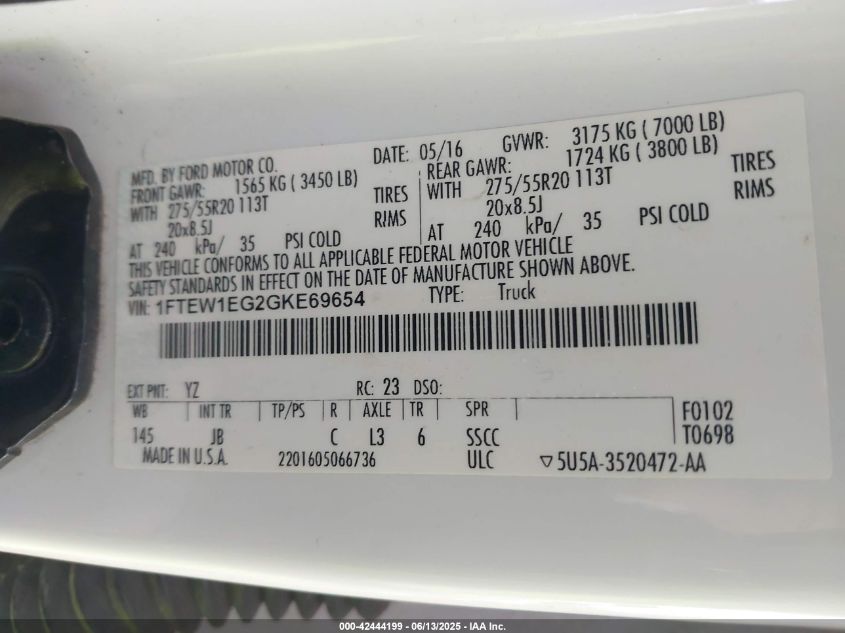 MFD. BY FORD MOTOR CO. DATE: 05/16 GVWR: 3175 KG ( 7000 LB)
FRONT GAWR: 1565 KG ( 3450 LB) REAR GAWR: 1724 KG ( 3800 LB)
WITH 275/55R20 113T TIRES WITH 275/55R20 113T TIRES
20x8.5J RIMS 20x8.5J RIMS
AT 240 kPa/ 35 PSI COLD AT 240 kPa/ 35 PSI COLD
THIS VEHICLE CONFORMS TO ALL APPLICABLE FEDERAL MOTOR VEHICLE
SAFETY STANDARDS IN EFFECT ON THE DATE OF MANUFACTURE SHOWN ABOVE.
VIN: 1FTEW1EG2GKE69654 TYPE: Truck
EXT PNT: YZ RC: 23 DSO:
WB INT TR TP/PS R AXLE TR SPR F0102
145 JB C L3 6 SSCC T0698
MADE IN U.S.A. 2201605066736 ULC ▽5U5A-3520472-AA
000-42444199 - 06/13/2025 - IAA Inc.